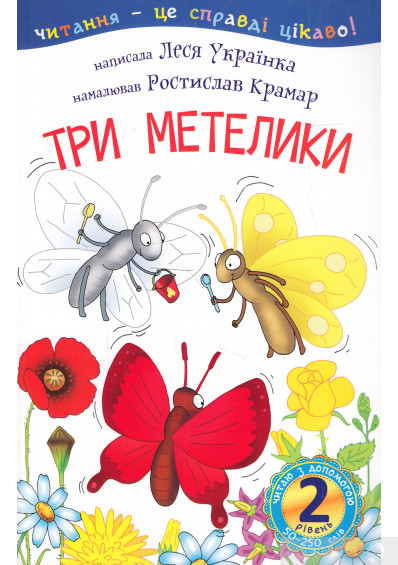 читання – це справді цікаво!
написала Леся Українка
намалював Ростислав Крамар
ТРИ МЕТЕЛИКИ
ЧИТАЮ З ДОПОМОГОЮ
2
рівень
50-250 слів